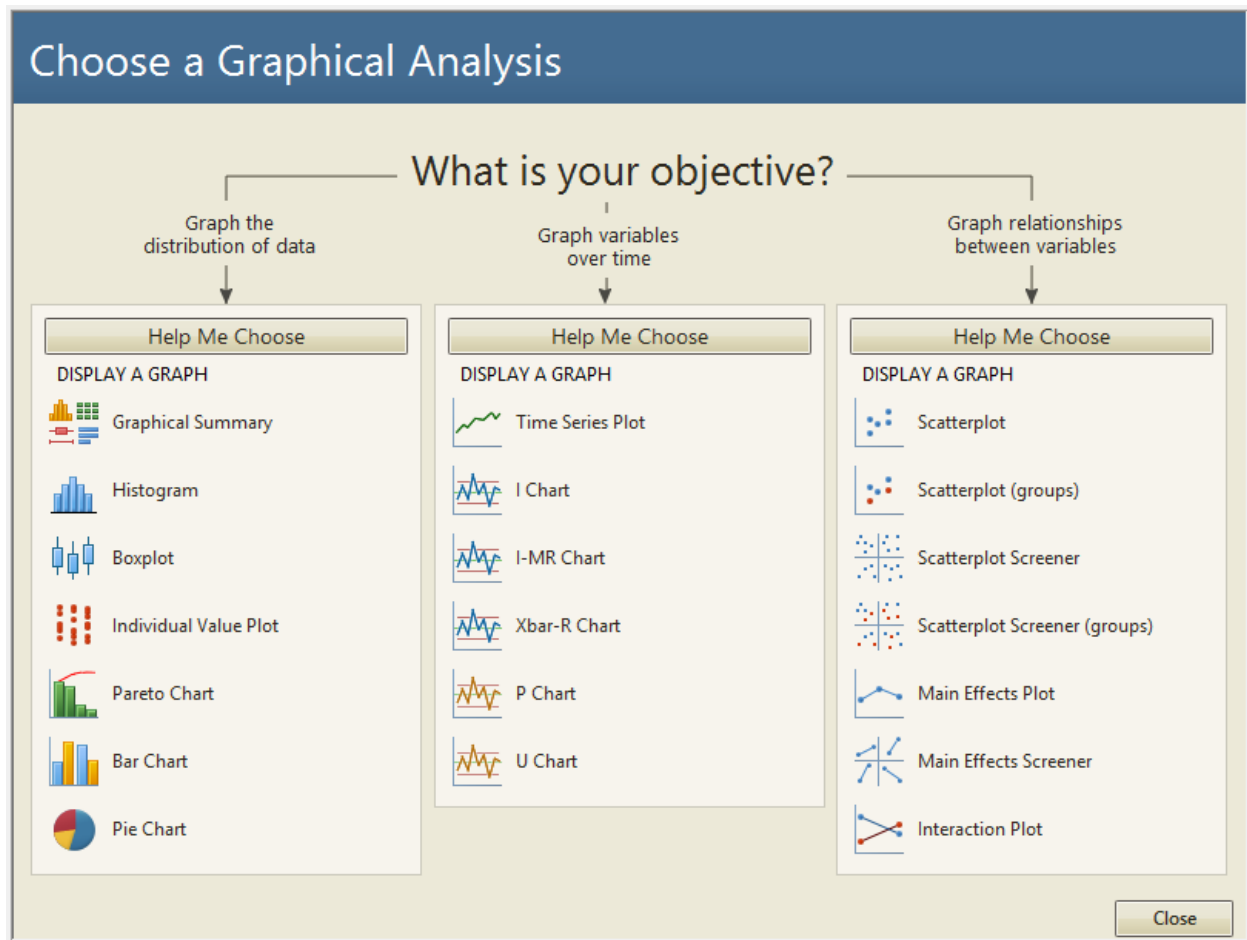 Choose a Graphical Analysis
What is your objective?
Graph the
distribution of data
Graph variables
over time
Graph relationships
between variables
Help Me Choose
DISPLAY A GRAPH
Graphical Summary
Histogram
Boxplot
Individual Value Plot
Pareto Chart
Bar Chart
Pie Chart
Help Me Choose
DISPLAY A GRAPH
Time Series Plot
I Chart
I-MR Chart
Xbar-R Chart
P Chart
U Chart
Help Me Choose
DISPLAY A GRAPH
Scatterplot
Scatterplot (groups)
Scatterplot Screener
Scatterplot Screener (groups)
Main Effects Plot
Main Effects Screener
Interaction Plot
Close